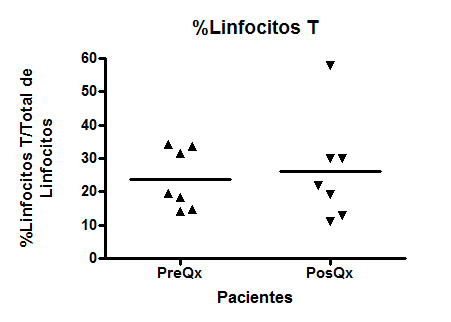 %Linfocitos T
%Linfocitos T/Total de
Linfocitos
60
50
40
30
20
10
0
PreQx
PosQx
Pacientes